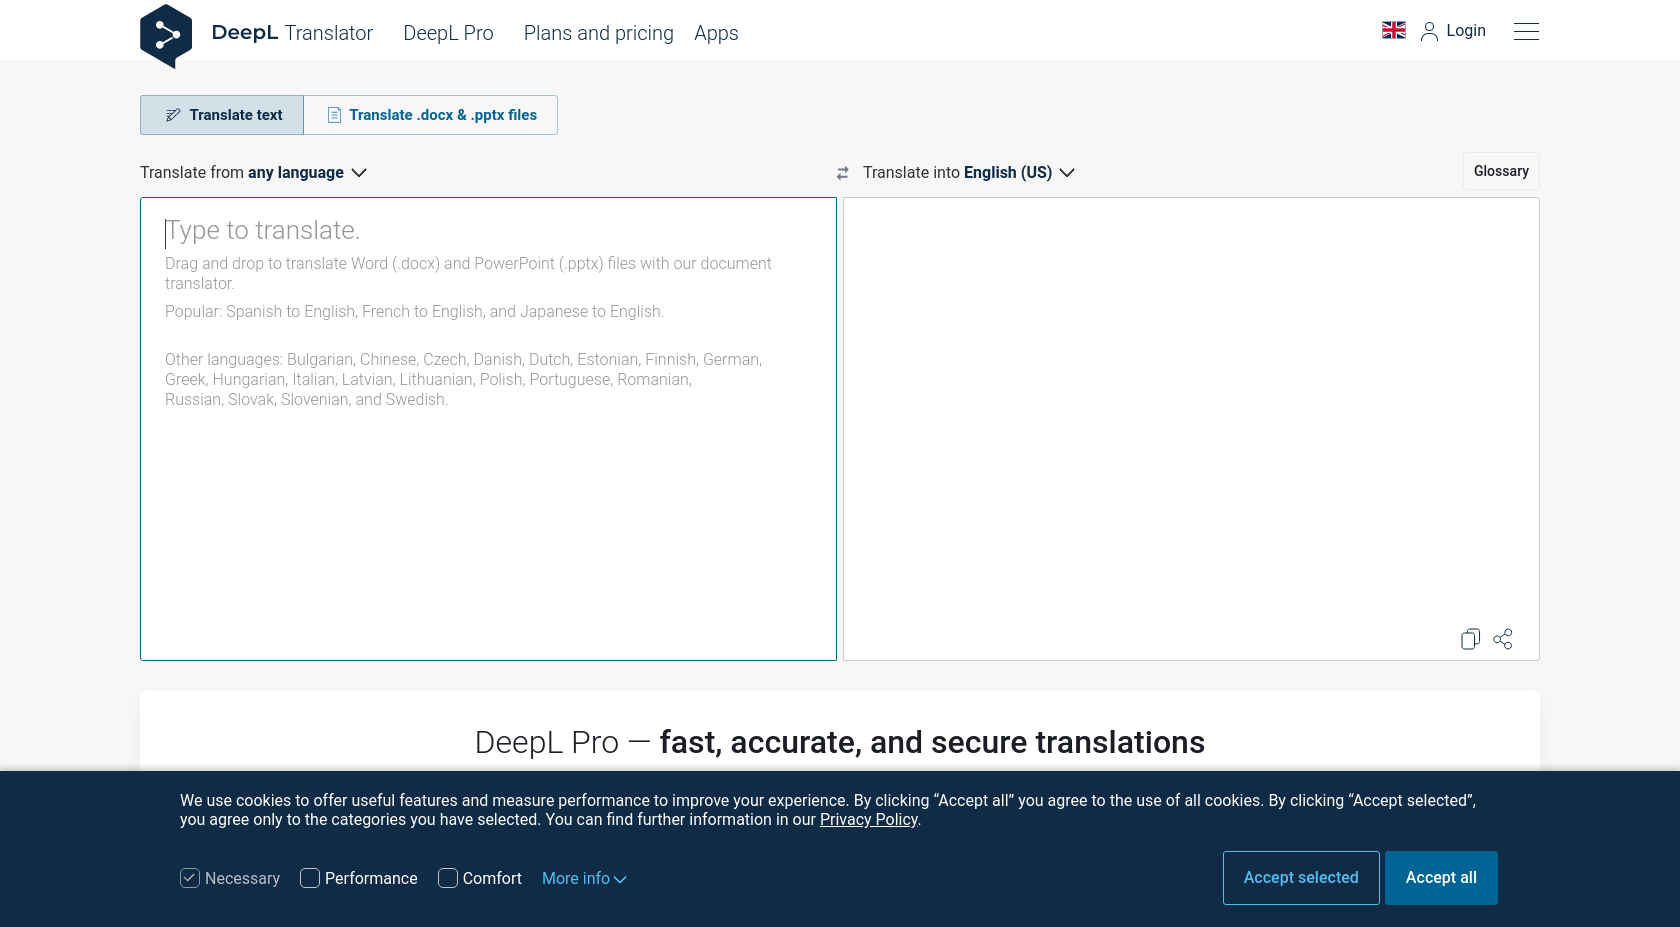 DeepL Translator DeepL Pro Plans and pricing Apps Login
Translate text Translate .docx & .pptx files
Translate from any language Translate into English (US) Glossary
Type to translate.
Drag and drop to translate Word (.docx) and PowerPoint (.pptx) files with our document
translator.
Popular: Spanish to English, French to English, and Japanese to English.
Other languages: Bulgarian, Chinese, Czech, Danish, Dutch, Estonian, Finnish, German,
Greek, Hungarian, Italian, Latvian, Lithuanian, Polish, Portuguese, Romanian,
Russian, Slovak, Slovenian, and Swedish.
DeepL Pro — fast, accurate, and secure translations
We use cookies to offer useful features and measure performance to improve your experience. By clicking “Accept all” you agree to the use of all cookies. By clicking “Accept selected”,
you agree only to the categories you have selected. You can find further information in our Privacy Policy.
Necessary Performance Comfort More info Accept selected Accept all